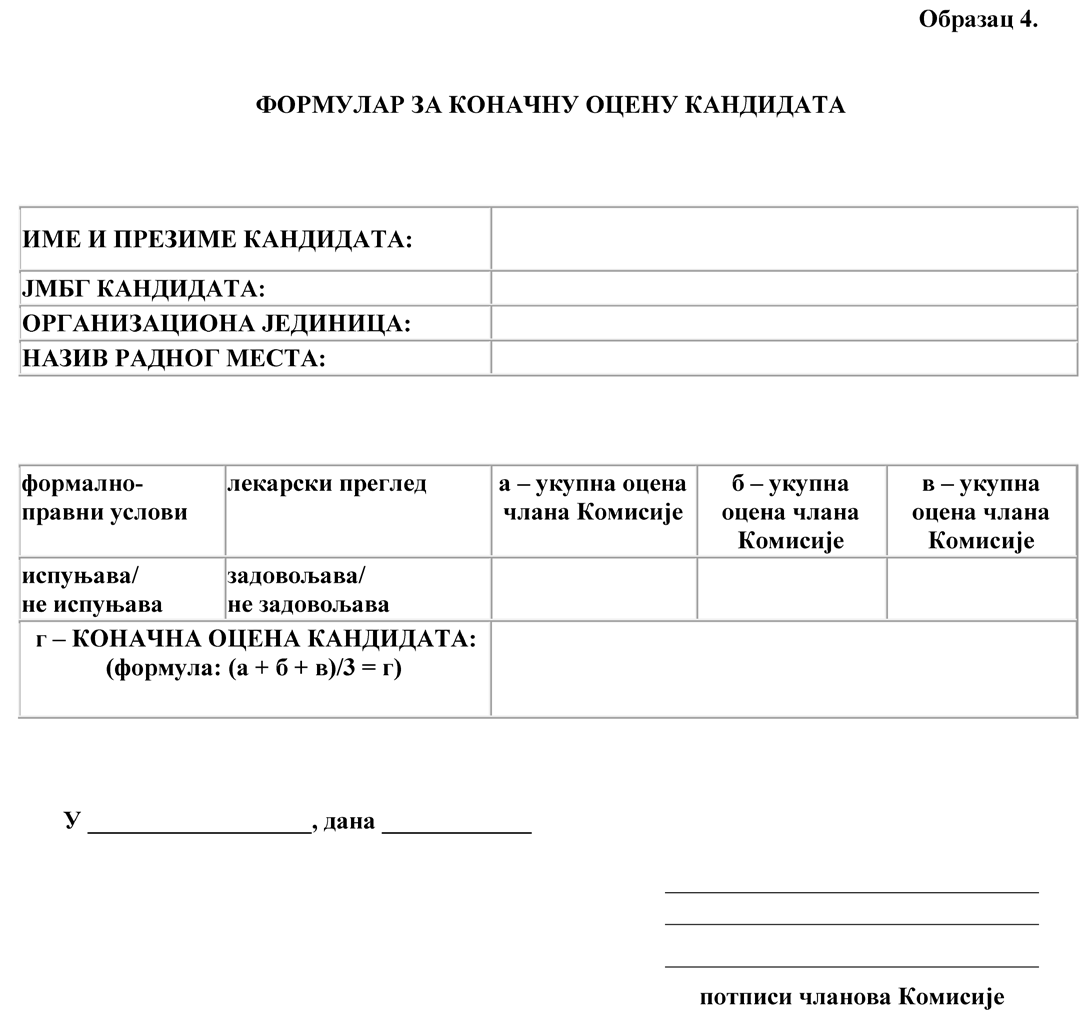 Образац 4.
ФОРМУЛАР ЗА КОНАЧНУ ОЦЕНУ КАНДИДАТА
ИМЕ И ПРЕЗИМЕ КАНДИДАТА:
ЈМБГ КАНДИДАТА:
ОРГАНИЗАЦИОНА ЈЕДИНИЦА:
НАЗИВ РАДНОГ МЕСТА:
формално-
правни услови
лекарски преглед
а – укупна оцена
члана Комисије
б – укупна
оцена члана
Комисије
в – укупна
оцена члана
Комисије
испуњава/
не испуњава
задовољава/
не задовољава
г – КОНАЧНА ОЦЕНА КАНДИДАТА:
(формула: (а + б + в)/3 = г)
У __________________, дана ____________
потписи чланова Комисије